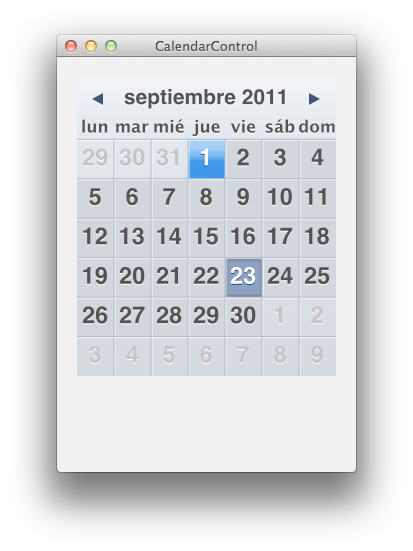 CalendarControl
septiembre 2011
lun mar mié jue vie sáb dom
29 30 31 1 2 3 4
5 6 7 8 9 10 11
12 13 14 15 16 17 18
19 20 21 22 23 24 25
26 27 28 29 30 1 2
3 4 5 6 7 8 9